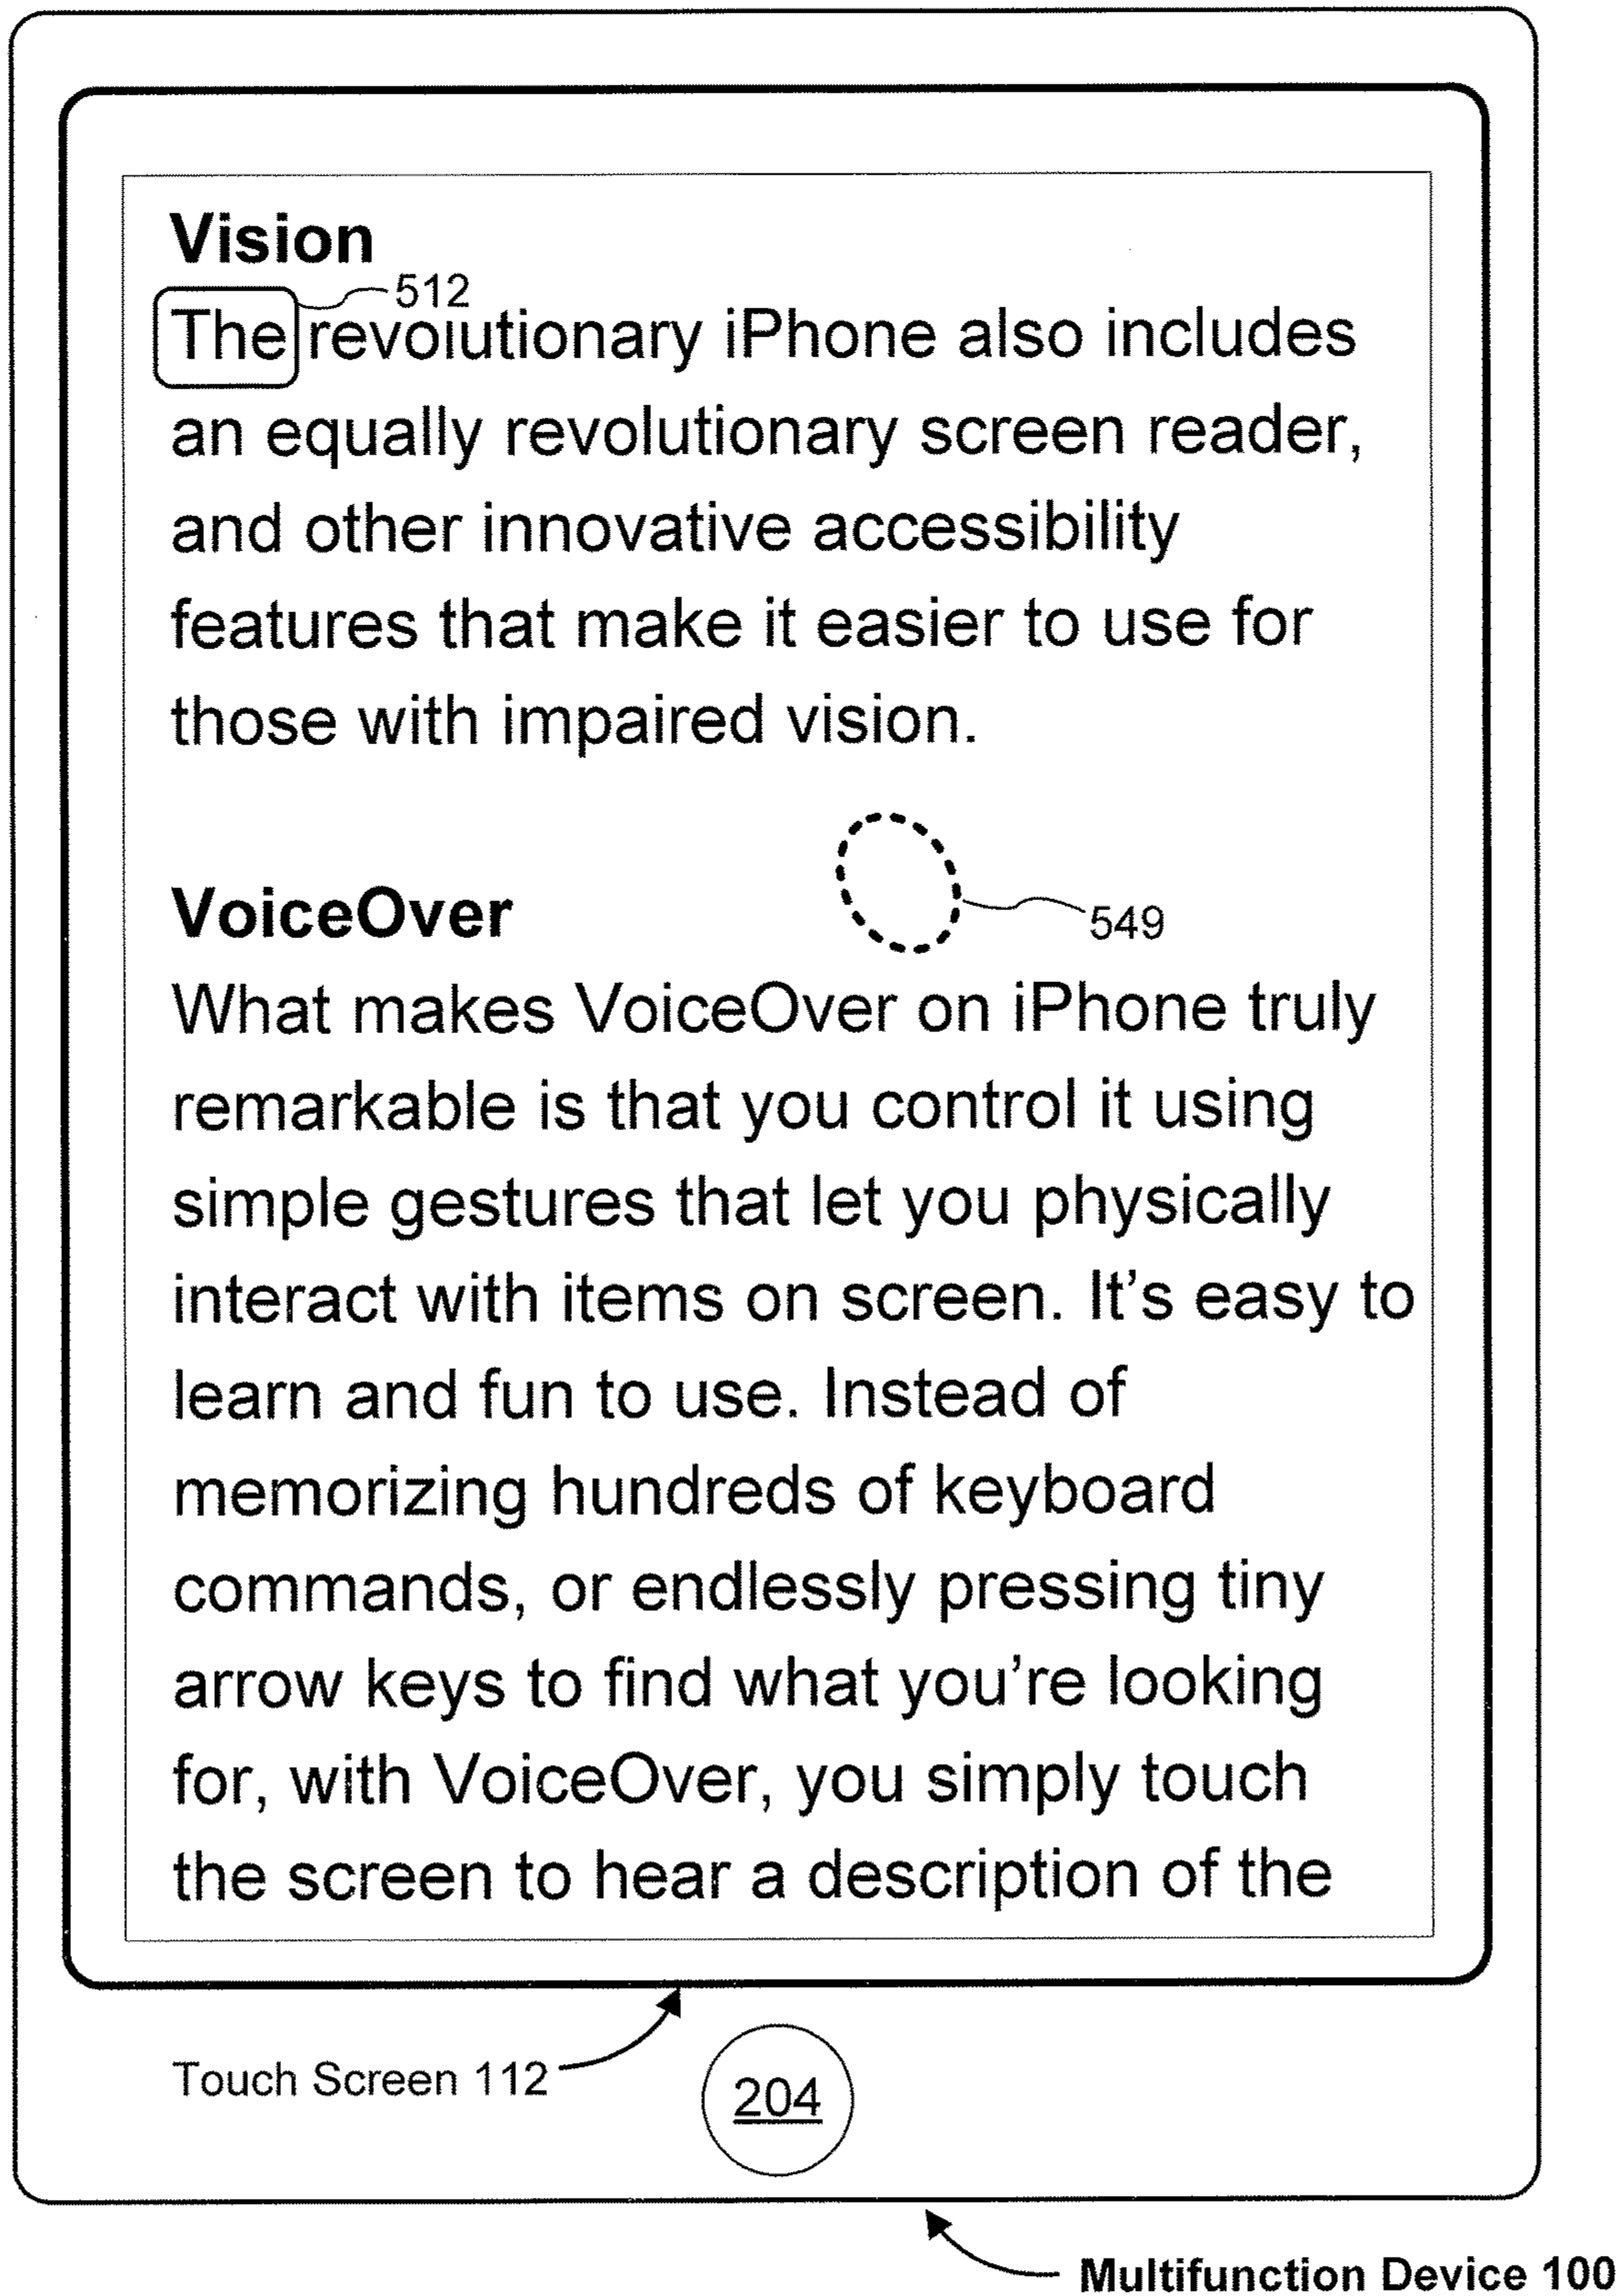 Vision
512
The revolutionary iPhone also includes
an equally revolutionary screen reader,
and other innovative accessibility
features that make it easier to use for
those with impaired vision.
VoiceOver
549
What makes VoiceOver on iPhone truly
remarkable is that you control it using
simple gestures that let you physically
interact with items on screen. It’s easy to
learn and fun to use. Instead of
memorizing hundreds of keyboard
commands, or endlessly pressing tiny
arrow keys to find what you’re looking
for, with VoiceOver, you simply touch
the screen to hear a description of the
Touch Screen 112
204
Multifunction Device 100